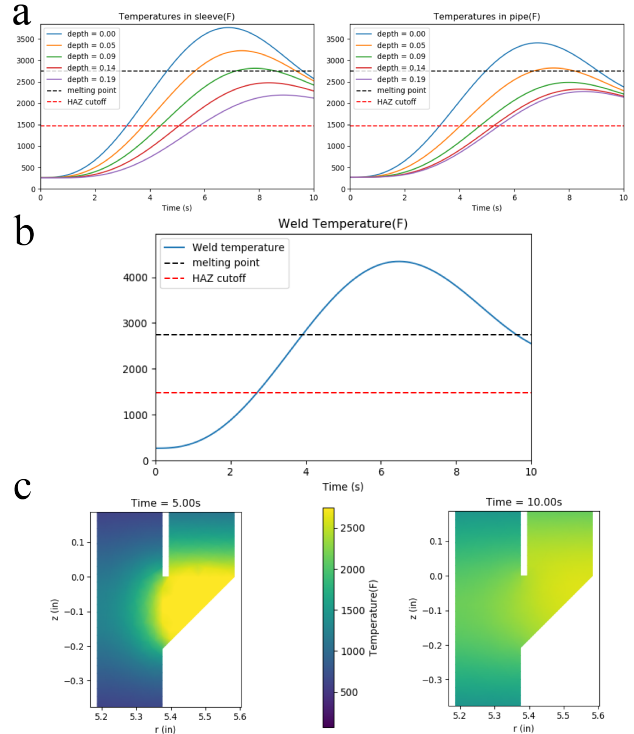 a
Temperatures in sleeve(F)
3500
3000
2500
2000
1500
1000
500
0
depth = 0.00
depth = 0.05
depth = 0.09
depth = 0.14
depth = 0.19
melting point
HAZ cutoff
0 2 4 6 8 10
Time (s)
Temperatures in pipe(F)
3500
3000
2500
2000
1500
1000
500
0
depth = 0.00
depth = 0.05
depth = 0.09
depth = 0.14
depth = 0.19
melting point
HAZ cutoff
0 2 4 6 8 10
Time (s)
b
Weld Temperature(F)
4000
3000
2000
1000
0
Weld temperature
melting point
HAZ cutoff
0 2 4 6 8 10
Time (s)
c
Time = 5.00s
z (in)
0.1
0.0
−0.1
−0.2
−0.3
5.2 5.3 5.4 5.5 5.6
r (in)
2500
2000
1500
1000
500
Temperature(F)
Time = 10.00s
z (in)
0.1
0.0
−0.1
−0.2
−0.3
5.2 5.3 5.4 5.5 5.6
r (in)